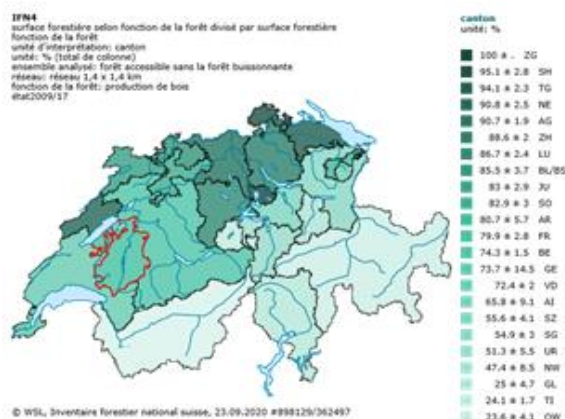 IFN4
surface forestière selon fonction de la forêt divisé par surface forestière
fonction de la forêt
unité d'interprétation: canton
unité: % (total de colonne)
ensemble analysé: forêt accessible sans la forêt buissonnante
réseau: réseau 1,4 x 1,4 km
fonction de la forêt: production de bois
état2009/17
canton
unité: %
100 ± . ZG
95.1 ± 2.8 SH
94.1 ± 2.3 TG
90.8 ± 2.5 NE
90.7 ± 1.9 AG
88.6 ± 2 ZH
86.7 ± 2.4 LU
85.5 ± 3.7 BL/BS
83 ± 2.9 JU
82.9 ± 3 SO
80.7 ± 5.7 AR
79.9 ± 2.8 FR
74.3 ± 1.5 BE
73.7 ± 14.5 GE
72.4 ± 2 VD
65.8 ± 9.1 AI
55.6 ± 4.1 SZ
54.9 ± 3 SG
51.3 ± 5.5 UR
47.4 ± 8.5 NW
25 ± 4.7 GL
24.1 ± 1.7 TI
23.6 ± 4.1 OW
© WSL, Inventaire forestier national suisse, 23.09.2020 #898129/362497